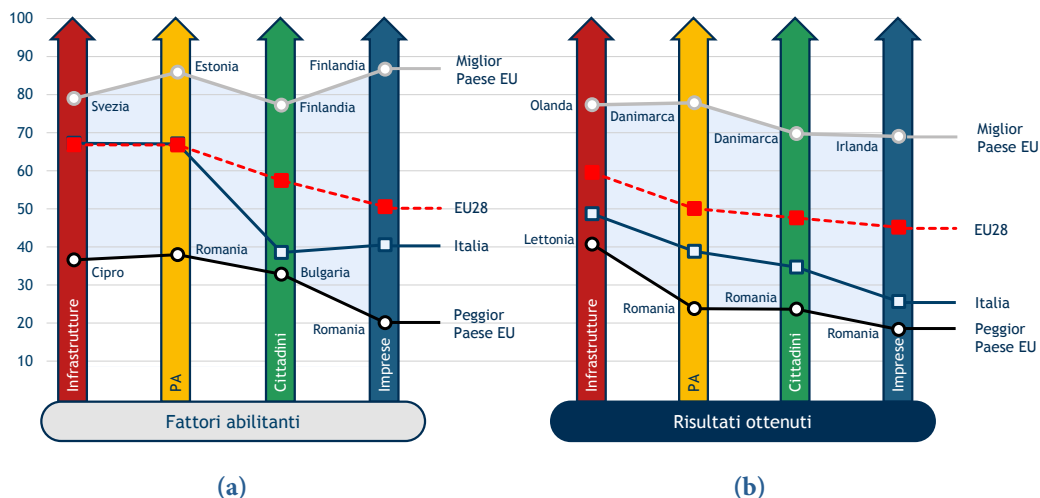 100
90
80
70
60
50
40
30
20
10
Svezia
Estonia
Finlandia
Finlandia
Miglior
Paese EU
EU28
Italia
Cipro
Romania
Bulgaria
Romania
Peggior
Paese EU
Infrastrutture
PA
Cittadini
Imprese
Fattori abilitanti
(a)
Olanda
Danimarca
Danimarca
Irlanda
Miglior
Paese EU
EU28
Italia
Lettonia
Romania
Romania
Romania
Peggior
Paese EU
Infrastrutture
PA
Cittadini
Imprese
Risultati ottenuti
(b)